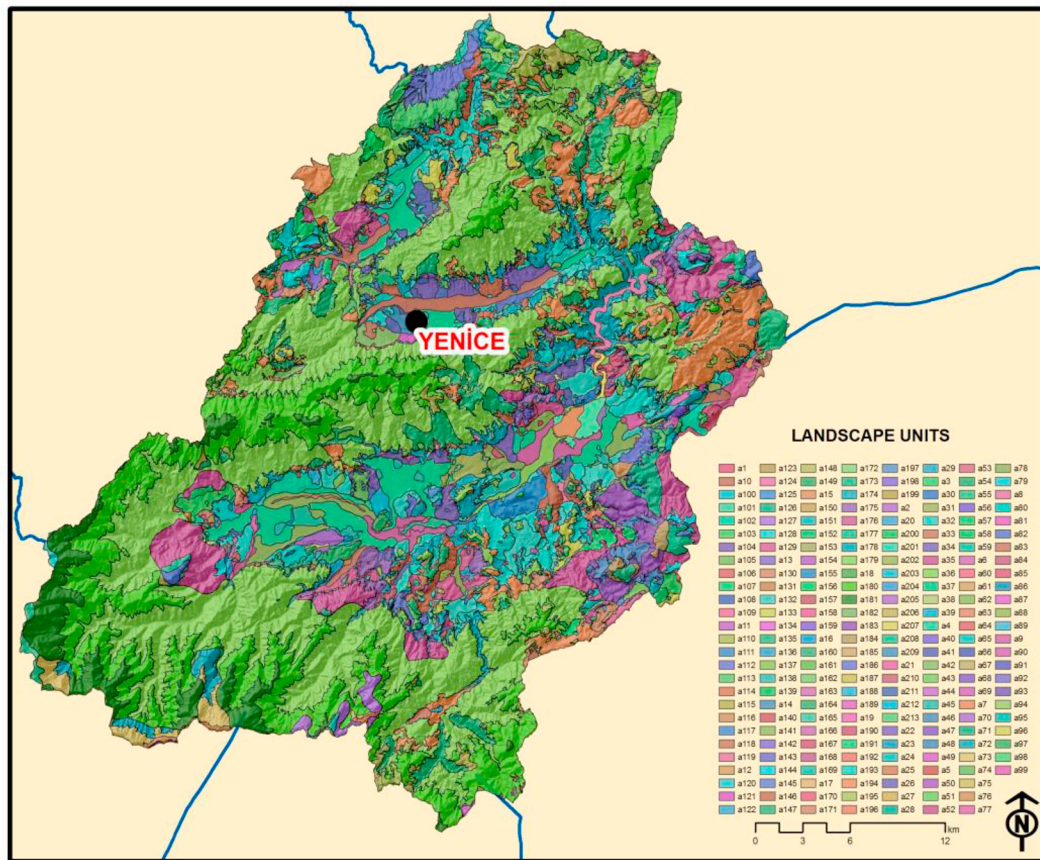 YENİCE
LANDSCAPE UNITS
a1 a123 a148 a172 a197 a29 a53 a78
a10 a124 a149 a173 a198 a3 a54 a79
a100 a125 a15 a174 a199 a30 a55 a8
a101 a126 a150 a175 a2 a31 a56 a80
a102 a127 a151 a176 a20 a32 a57 a81
a103 a128 a152 a177 a200 a33 a58 a82
a104 a129 a153 a178 a201 a34 a59 a83
a105 a13 a154 a179 a202 a35 a6 a84
a106 a130 a155 a18 a203 a36 a60 a85
a107 a131 a156 a180 a204 a37 a61 a86
a108 a132 a157 a181 a205 a38 a62 a87
a109 a133 a158 a182 a206 a39 a63 a88
a11 a134 a159 a183 a207 a4 a64 a89
a110 a135 a16 a184 a208 a40 a65 a9
a111 a136 a160 a185 a209 a41 a66 a90
a112 a137 a161 a186 a21 a42 a67 a91
a113 a138 a162 a187 a210 a43 a68 a92
a114 a139 a163 a188 a211 a44 a69 a93
a115 a14 a164 a189 a212 a45 a7 a94
a116 a140 a165 a19 a213 a46 a70 a95
a117 a141 a166 a190 a22 a47 a71 a96
a118 a142 a167 a191 a23 a48 a72 a97
a119 a143 a168 a192 a24 a49 a73 a98
a12 a144 a169 a193 a25 a5 a74 a99
a120 a145 a17 a194 a26 a50 a75
a121 a146 a170 a195 a27 a51 a76
a122 a147 a171 a196 a28 a52 a77
km
0 3 6 12
N